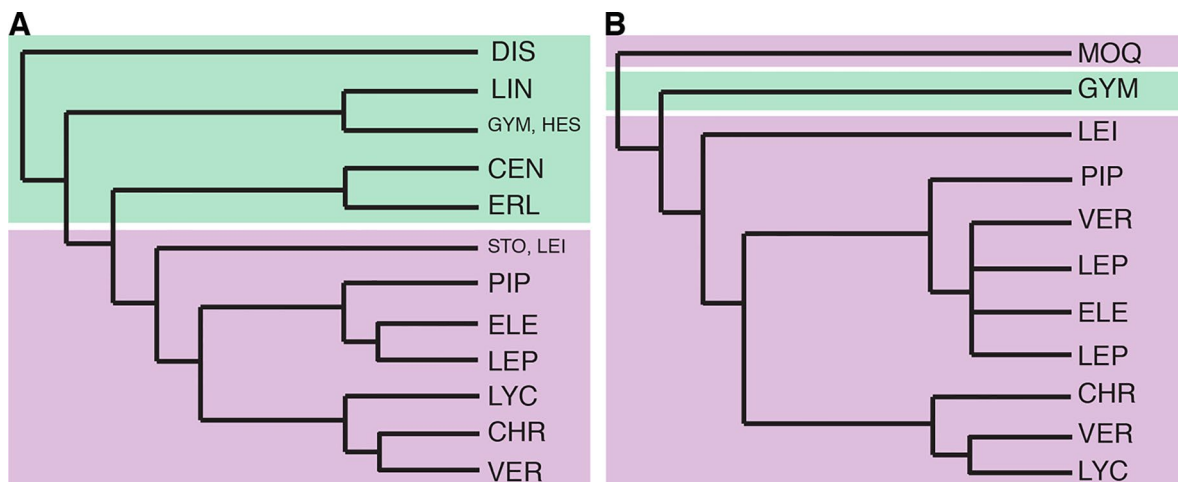 A
DIS
LIN
GYM, HES
CEN
ERL
STO, LEI
PIP
ELE
LEP
LYC
CHR
VER
B
MOQ
GYM
LEI
PIP
VER
LEP
ELE
LEP
CHR
VER
LYC